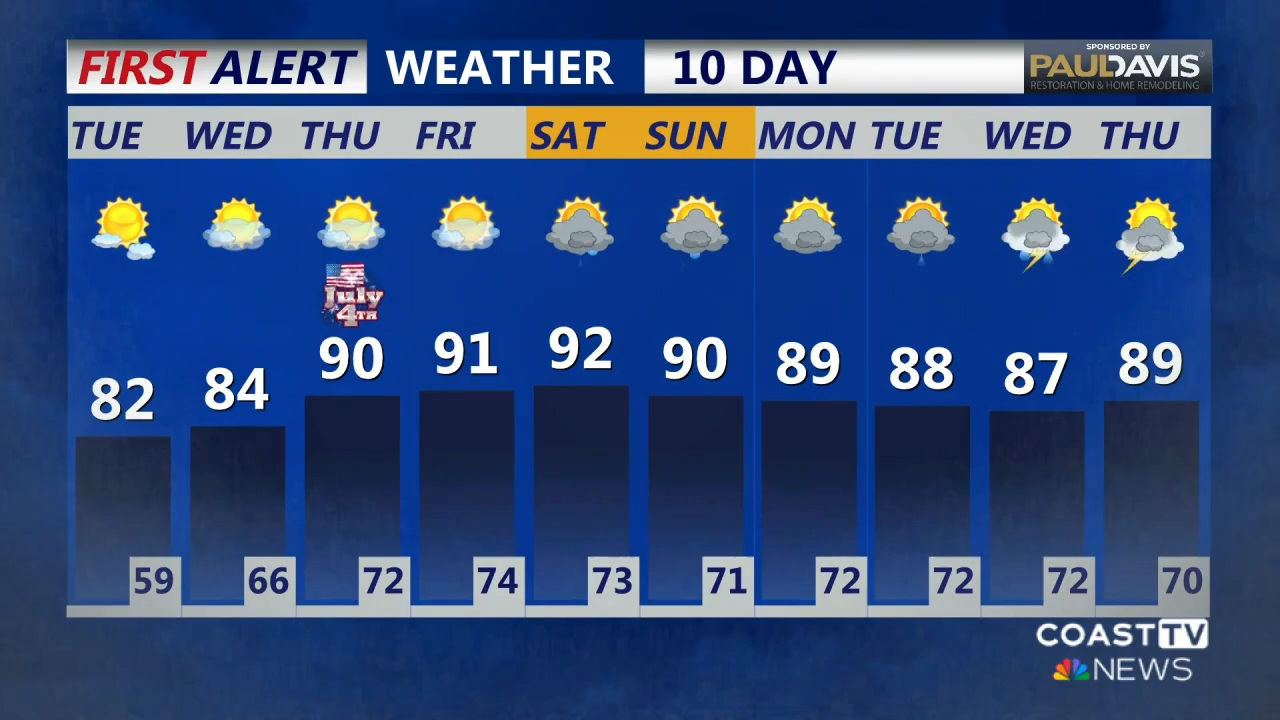 FIRST ALERT WEATHER 10 DAY
SPONSORED BY
PAUL DAVIS
RESTORATION & HOME REMODELING
TUE WED THU FRI SAT SUN MON TUE WED THU
July
4TH
82 84 90 91 92 90 89 88 87 89
59 66 72 74 73 71 72 72 72 70
COAST TV
NEWS